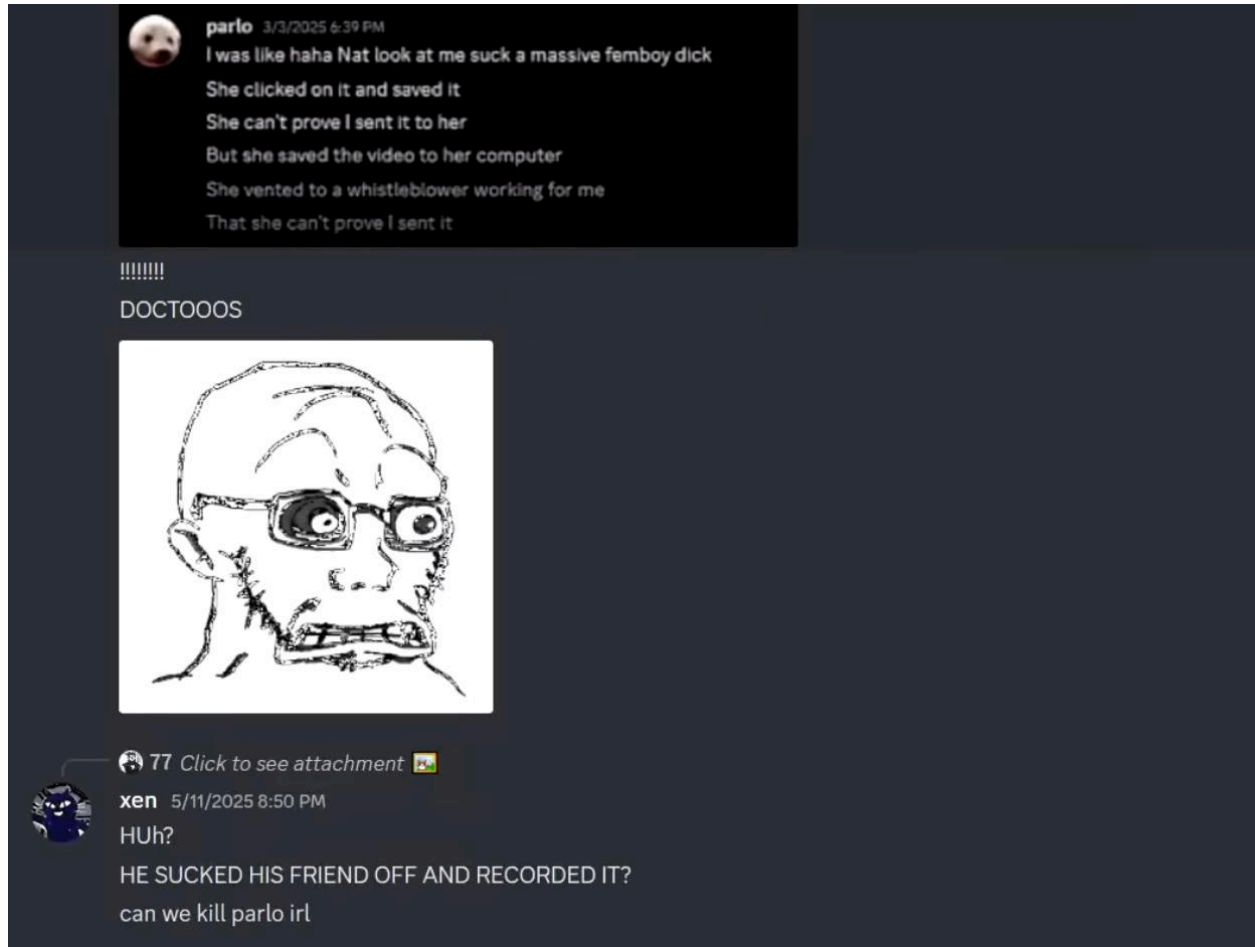 parlo 3/3/2025 6:39 PM
I was like haha Nat look at me suck a massive femboy dick
She clicked on it and saved it
She can't prove I sent it to her
But she saved the video to her computer
She vented to a whistleblower working for me
That she can't prove I sent it
!!!!!!!!
DOCTOOOS
77 Click to see attachment
xen 5/11/2025 8:50 PM
HUh?
HE SUCKED HIS FRIEND OFF AND RECORDED IT?
can we kill parlo irl